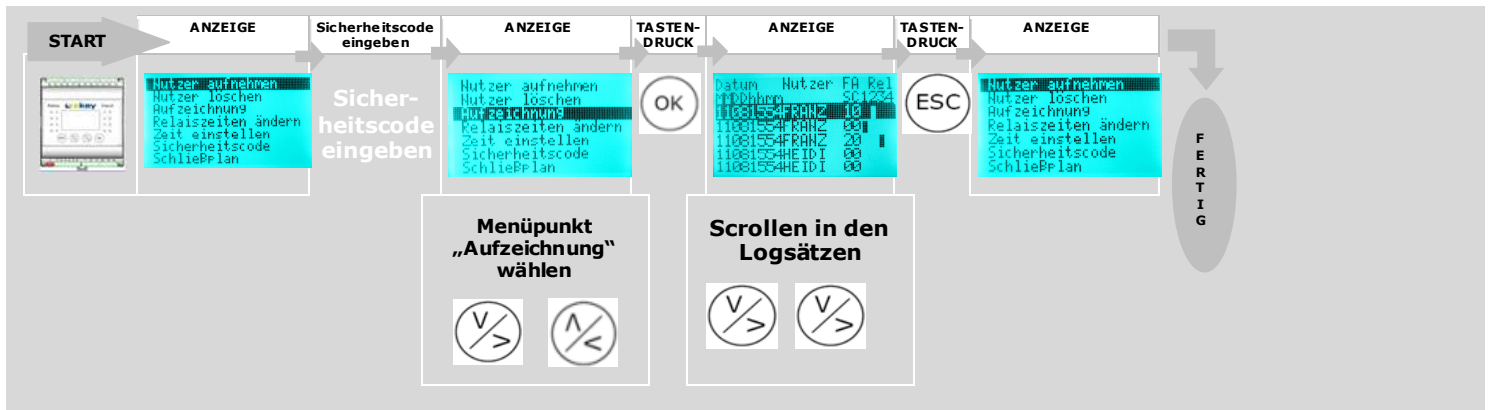 START
ANZEIGE
Sicherheitscode
eingeben
ANZEIGE
TASTEN-
DRUCK
ANZEIGE
TASTEN-
DRUCK
ANZEIGE
ekey
Nutzer aufnehmen
Nutzer löschen
Aufzeichnung
Relaiszeiten ändern
Zeit einstellen
Sicherheitscode
Schließplan
Sicher-
heitscode
eingeben
Nutzer aufnehmen
Nutzer löschen
Aufzeichnung
Relaiszeiten ändern
Zeit einstellen
Sicherheitscode
Schließplan
OK
Datum Nutzer FA Rel
MMDDhhmm SC1234
11081554FRANZ 10
11081554FRANZ 00
11081554FRANZ 20
11081554HEIDI 00
11081554HEIDI 00
ESC
Nutzer aufnehmen
Nutzer löschen
Aufzeichnung
Relaiszeiten ändern
Zeit einstellen
Sicherheitscode
Schließplan
F
E
R
T
I
G
Menüpunkt
„Aufzeichnung“
wählen
V/>
Λ/<
Scrollen in den
Logsätzen
V/>
V/>